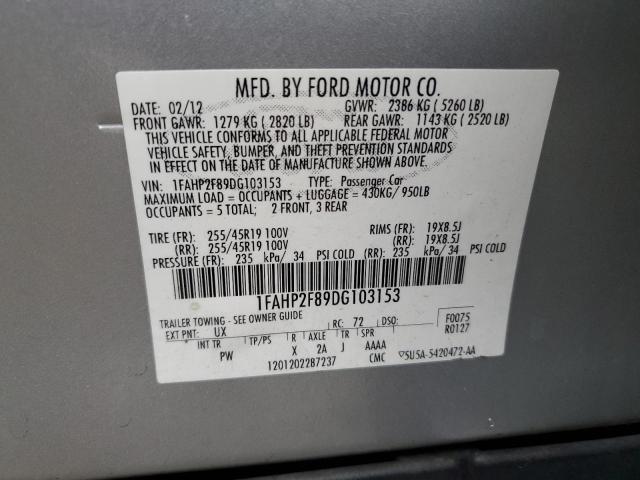 MFD. BY FORD MOTOR CO.
DATE: 02/12 GVWR: 2386 KG ( 5260 LB)
FRONT GAWR: 1279 KG ( 2820 LB) REAR GAWR: 1143 KG ( 2520 LB)
THIS VEHICLE CONFORMS TO ALL APPLICABLE FEDERAL MOTOR
VEHICLE SAFETY, BUMPER, AND THEFT PREVENTION STANDARDS
IN EFFECT ON THE DATE OF MANUFACTURE SHOWN ABOVE.
VIN: 1FAHP2F89DG103153 TYPE: Passenger Car
MAXIMUM LOAD = OCCUPANTS + LUGGAGE = 430KG/ 950LB
OCCUPANTS = 5 TOTAL; 2 FRONT, 3 REAR
TIRE (FR): 255/45R19 100V RIMS (FR): 19X8.5J
(RR): 255/45R19 100V (RR): 19X8.5J
PRESSURE (FR): 235 kPa/ 34 PSI COLD (RR): 235 kPa/ 34 PSI COLD
1FAHP2F89DG103153
TRAILER TOWING - SEE OWNER GUIDE
EXT PNT: UX RC: 72 DSO: F0075
R0127
INT TR TP/PS R AXLE TR SPR
PW X 2A J AAAA
1201202287237 CMC ▽5U5A-5420472-AA